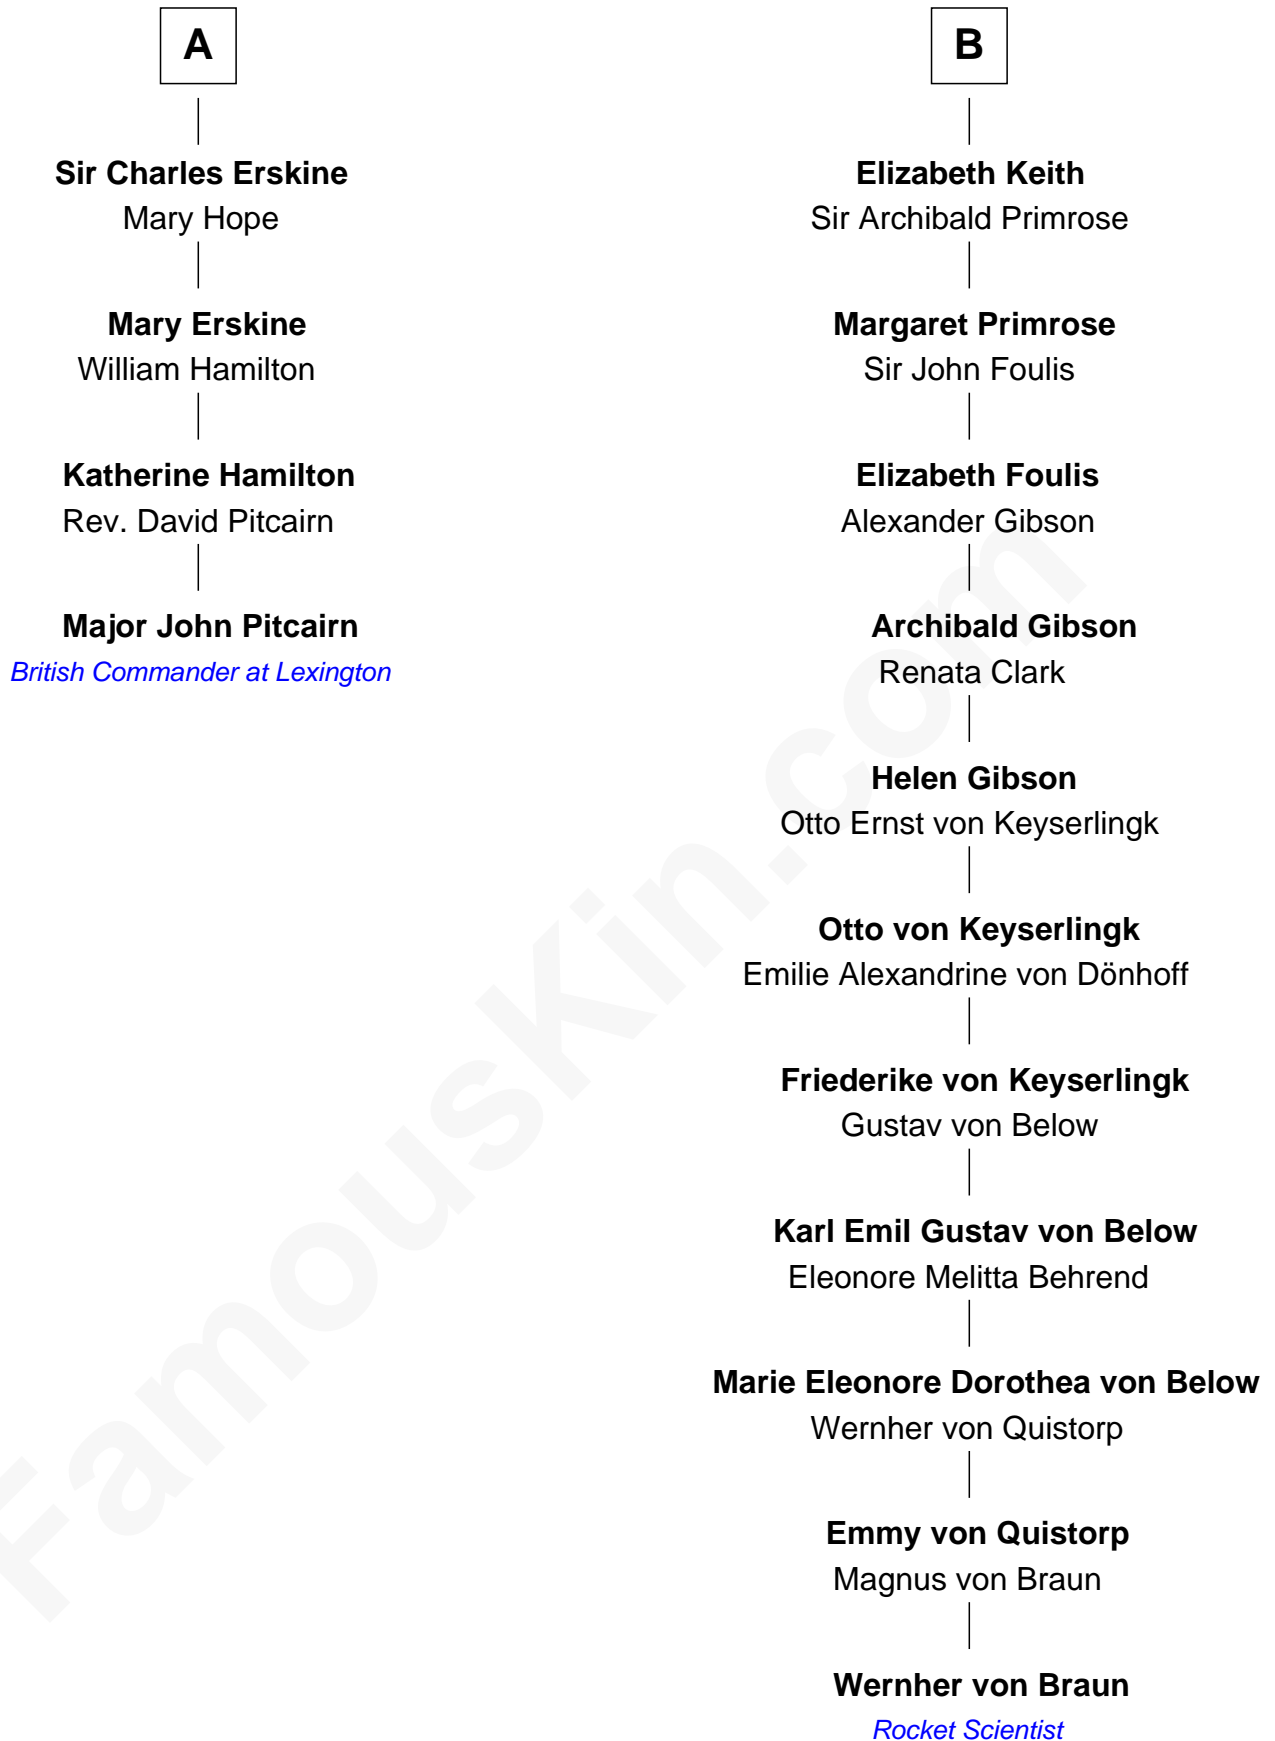 A
Sir Charles Erskine
Mary Hope
Mary Erskine
William Hamilton
Katherine Hamilton
Rev. David Pitcairn
Major John Pitcairn
British Commander at Lexington
B
Elizabeth Keith
Sir Archibald Primrose
Margaret Primrose
Sir John Foulis
Elizabeth Foulis
Alexander Gibson
Archibald Gibson
Renata Clark
Helen Gibson
Otto Ernst von Keyserlingk
Otto von Keyserlingk
Emilie Alexandrine von Dönhoff
Friederike von Keyserlingk
Gustav von Below
Karl Emil Gustav von Below
Eleonore Melitta Behrend
Marie Eleonore Dorothea von Below
Wernher von Quistorp
Emmy von Quistorp
Magnus von Braun
Wernher von Braun
Rocket Scientist
FamousKin.com